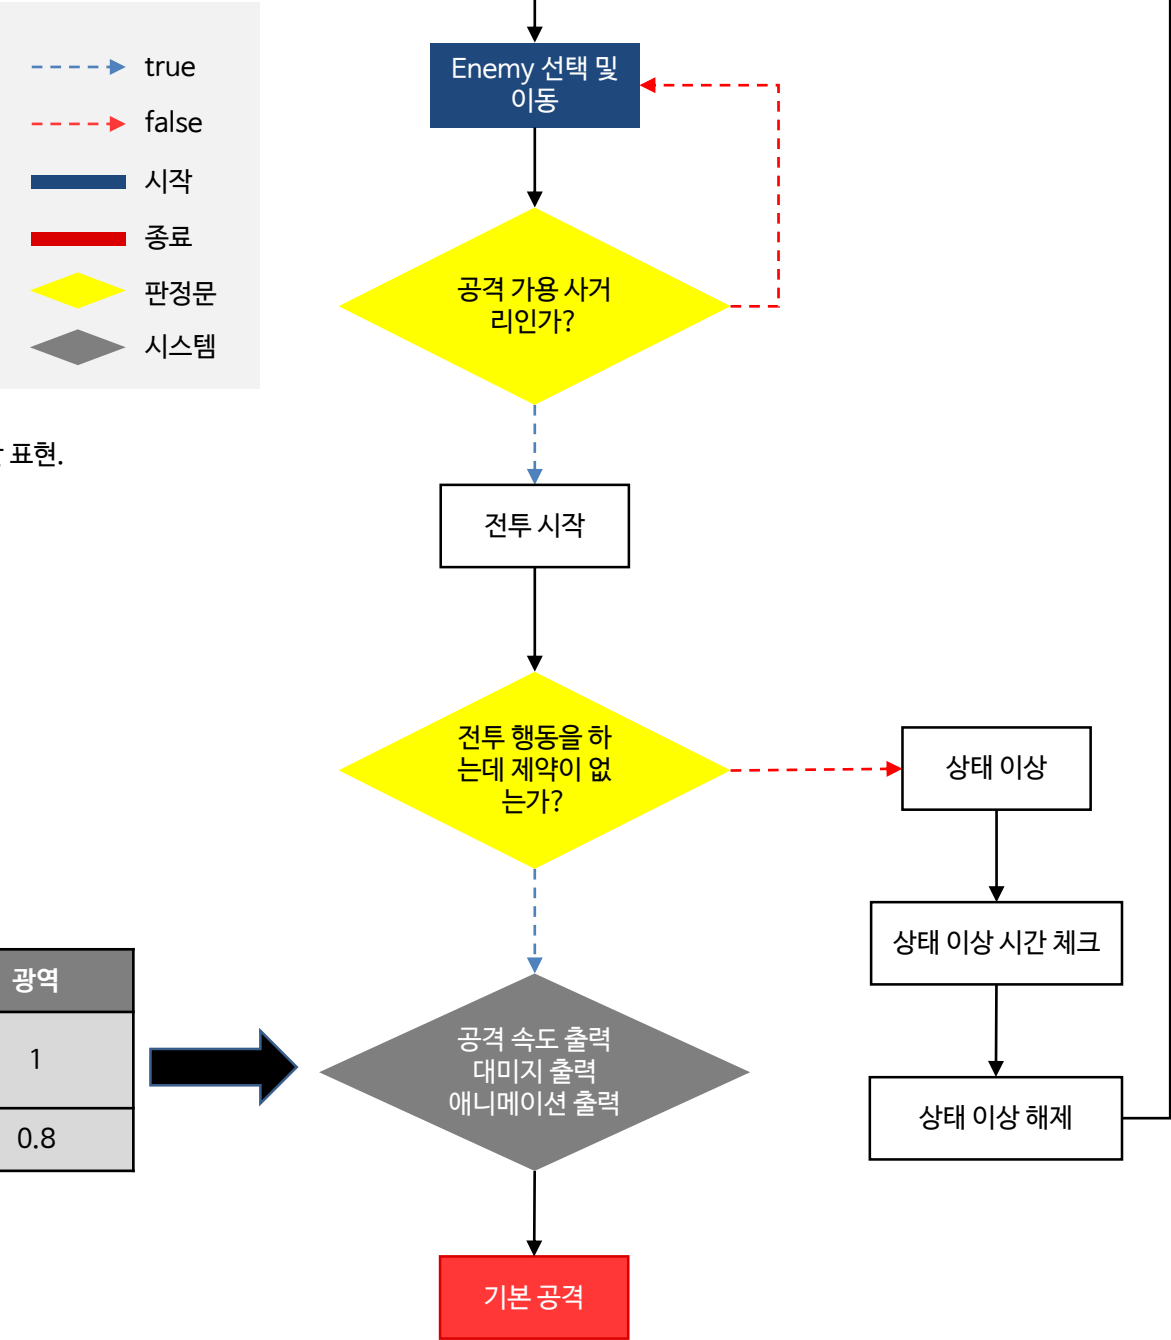 true
false
시작
종료
판정문
시스템
표현.
Enemy 선택 및
이동
공격 가용 사거
리인가?
전투 시작
전투 행동을 하
는데 제약이 없
는가?
상태 이상
상태 이상 시간 체크
상태 이상 해제
광역
1
0.8
공격 속도 출력
대미지 출력
애니메이션 출력
기본 공격